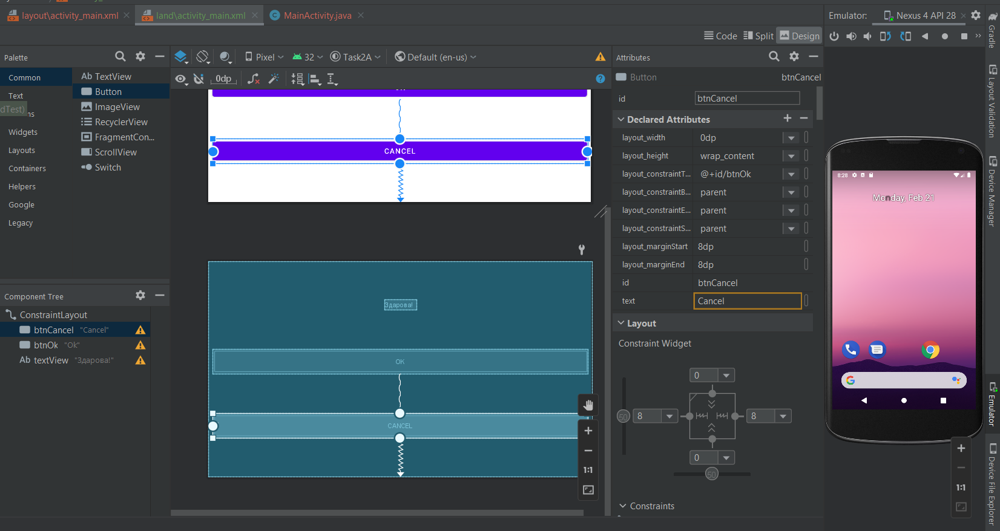 layout\activity_main.xml
land\activity_main.xml
MainActivity.java
Emulator:
Nexus 4 API 28
Code
Split
Design
Palette
Common
Text
dTest)
ns
Widgets
Layouts
Containers
Helpers
Google
Legacy
Ab TextView
Button
ImageView
RecyclerView
FragmentCon...
ScrollView
Switch
Pixel
32
Task2A
Default (en-us)
0dp
CANCEL
Здарова!
OK
CANCEL
1:1
Component Tree
ConstraintLayout
btnCancel "Cancel"
btnOk "Ok"
Ab textView "Здарова!"
Attributes
Button
btnCancel
id
btnCancel
Declared Attributes
layout_width 0dp
layout_height wrap_content
layout_constraintT... @+id/btnOk
layout_constraintB... parent
layout_constraintE... parent
layout_constraintS... parent
layout_marginStart 8dp
layout_marginEnd 8dp
id btnCancel
text Cancel
Layout
Constraint Widget
0
50
8
8
0
50
Constraints
8:28
Monday, Feb 21
1:1
Gradle
Layout Validation
Device Manager
Emulator
Device File Explorer